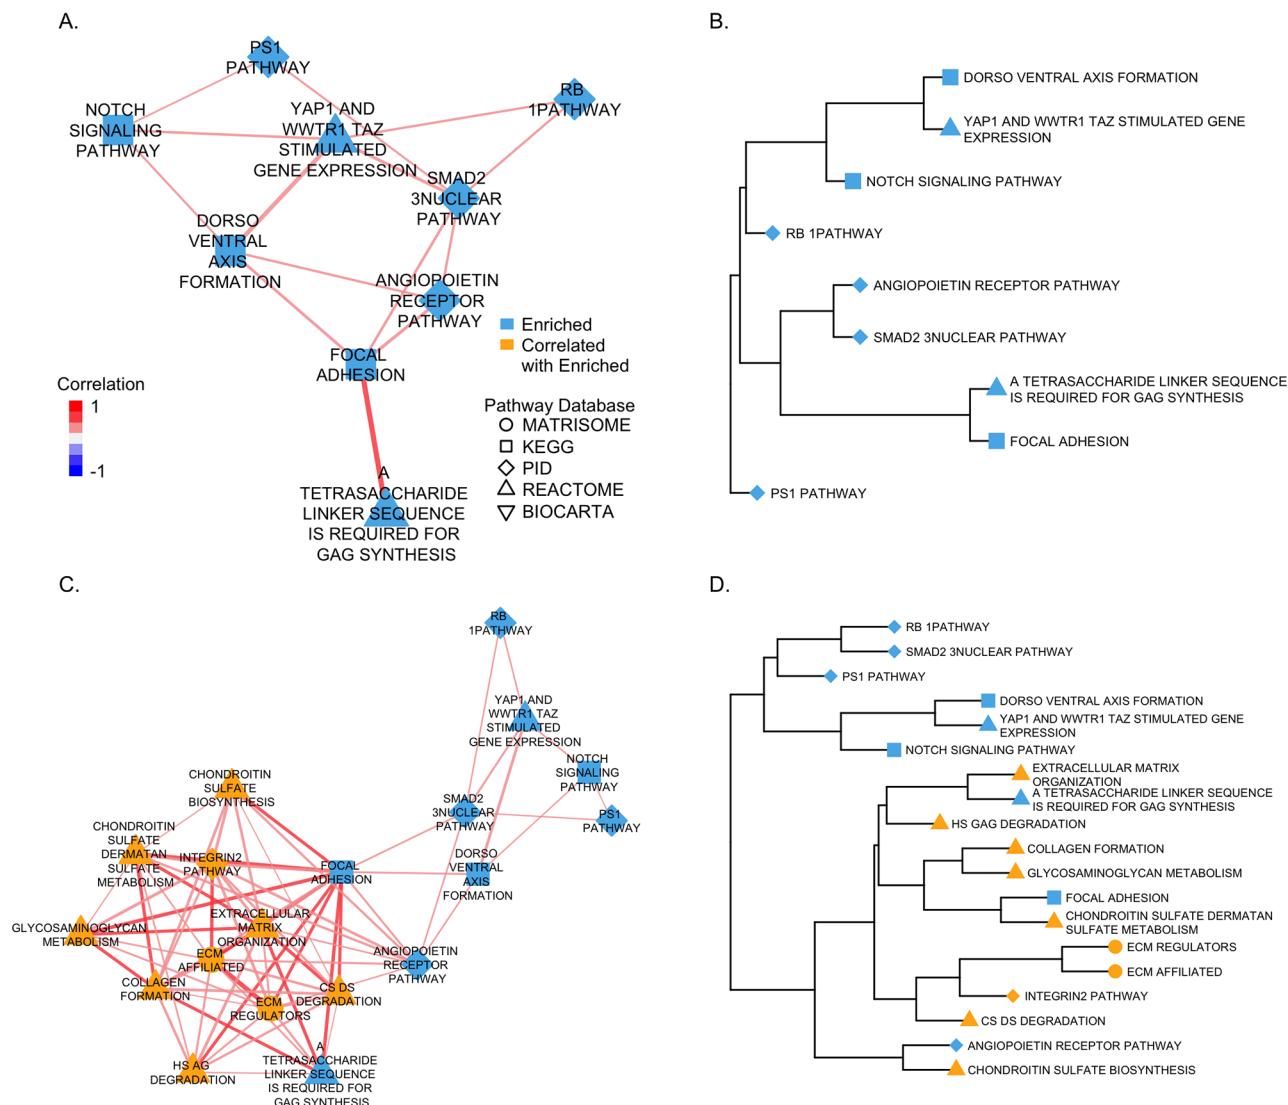 A.
PS1
PATHWAY
NOTCH
SIGNALING
PATHWAY
YAP1 AND
WWTR1 TAZ
STIMULATED
GENE EXPRESSION
RB
1PATHWAY
SMAD2
3NUCLEAR
PATHWAY
DORSO
VENTRAL
AXIS
FORMATION
ANGIOPOIETIN
RECEPTOR
PATHWAY
FOCAL
ADHESION
A
TETRASACCHARIDE
LINKER SEQUENCE
IS REQUIRED FOR
GAG SYNTHESIS
Correlation
1
-1
Enriched
Correlated
with Enriched
Pathway Database
MATRISOME
KEGG
PID
REACTOME
BIOCARTA
B.
DORSO VENTRAL AXIS FORMATION
YAP1 AND WWTR1 TAZ STIMULATED GENE
EXPRESSION
NOTCH SIGNALING PATHWAY
RB 1PATHWAY
ANGIOPOIETIN RECEPTOR PATHWAY
SMAD2 3NUCLEAR PATHWAY
A TETRASACCHARIDE LINKER SEQUENCE
IS REQUIRED FOR GAG SYNTHESIS
FOCAL ADHESION
PS1 PATHWAY
C.
RB
1PATHWAY
YAP1 AND
WWTR1 TAZ
STIMULATED
GENE EXPRESSION
NOTCH
SIGNALING
PATHWAY
PS1
PATHWAY
SMAD2
3NUCLEAR
PATHWAY
DORSO
VENTRAL
AXIS
FORMATION
CHONDROITIN
SULFATE
BIOSYNTHESIS
CHONDROITIN
SULFATE
DERMATAN
SULFATE
METABOLISM
INTEGRIN2
PATHWAY
FOCAL
ADHESION
GLYCOSAMINOGLYCAN
METABOLISM
EXTRACELLULAR
MATRIX
ORGANIZATION
ECM
AFFILIATED
ANGIOPOIETIN
RECEPTOR
PATHWAY
COLLAGEN
FORMATION
ECM
REGULATORS
CS DS
DEGRADATION
HS AG
DEGRADATION
A
TETRASACCHARIDE
LINKER SEQUENCE
IS REQUIRED FOR
GAG SYNTHESIS
D.
RB 1PATHWAY
SMAD2 3NUCLEAR PATHWAY
PS1 PATHWAY
DORSO VENTRAL AXIS FORMATION
YAP1 AND WWTR1 TAZ STIMULATED GENE
EXPRESSION
NOTCH SIGNALING PATHWAY
EXTRACELLULAR MATRIX
ORGANIZATION
A TETRASACCHARIDE LINKER SEQUENCE
IS REQUIRED FOR GAG SYNTHESIS
HS GAG DEGRADATION
COLLAGEN FORMATION
GLYCOSAMINOGLYCAN METABOLISM
FOCAL ADHESION
CHONDROITIN SULFATE DERMATAN
SULFATE METABOLISM
ECM REGULATORS
ECM AFFILIATED
INTEGRIN2 PATHWAY
CS DS DEGRADATION
ANGIOPOIETIN RECEPTOR PATHWAY
CHONDROITIN SULFATE BIOSYNTHESIS